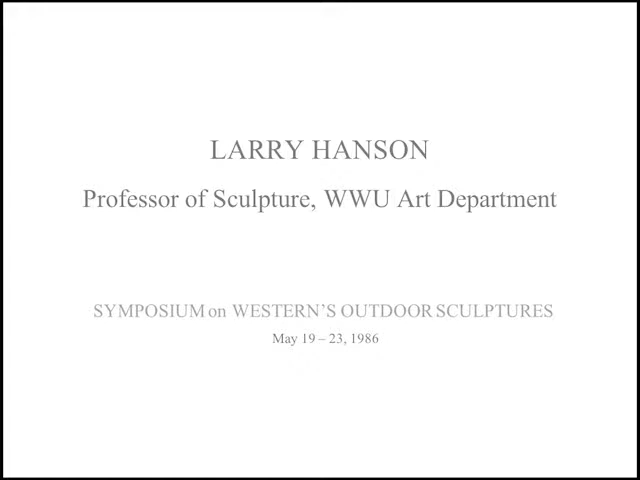 LARRY HANSON
Professor of Sculpture, WWU Art Department
SYMPOSIUM on WESTERN’S OUTDOOR SCULPTURES
May 19 – 23, 1986